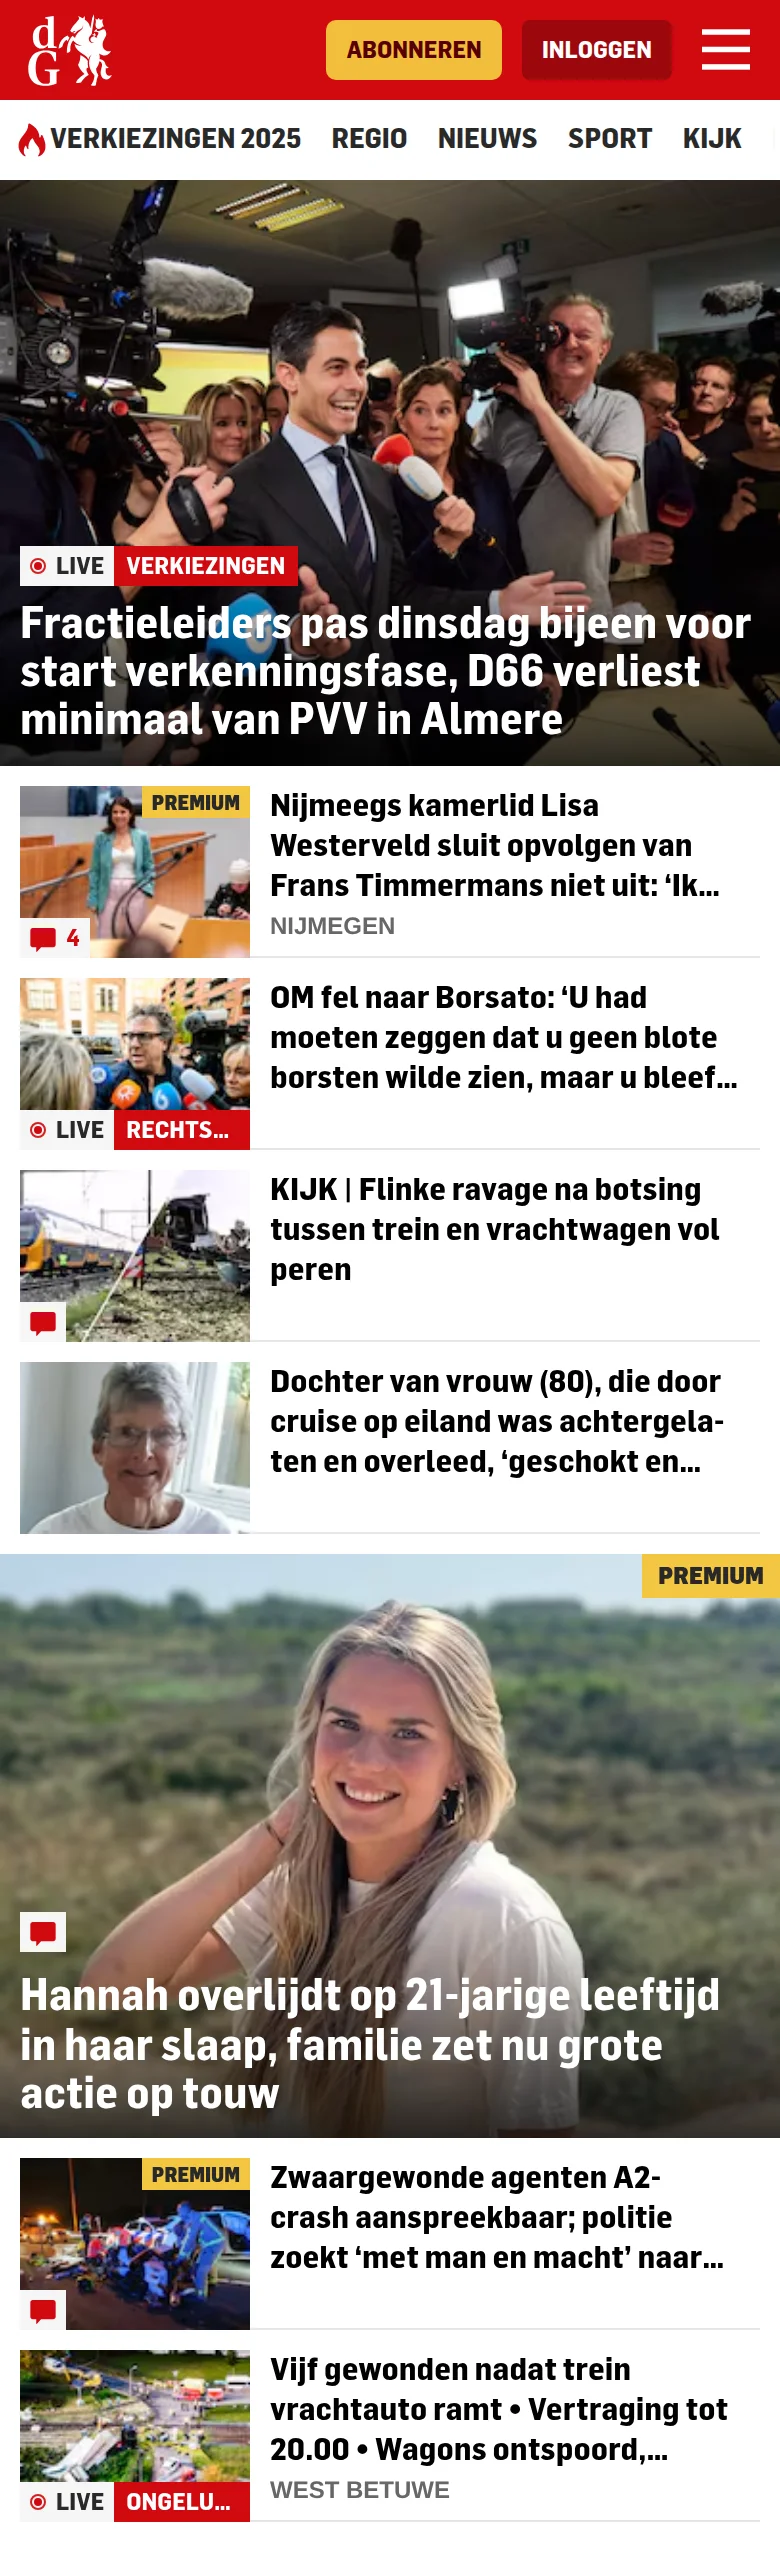 d
G
ABONNEREN
INLOGGEN
VERKIEZINGEN 2025
REGIO
NIEUWS
SPORT
KIJK
LIVE
VERKIEZINGEN
Fractieleiders pas dinsdag bijeen voor
start verkenningsfase, D66 verliest
minimaal van PVV in Almere
PREMIUM
4
Nijmeegs kamerlid Lisa
Westerveld sluit opvolgen van
Frans Timmermans niet uit: ‘Ik...
NIJMEGEN
LIVE
RECHTS...
OM fel naar Borsato: ‘U had
moeten zeggen dat u geen blote
borsten wilde zien, maar u bleef...
KIJK | Flinke ravage na botsing
tussen trein en vrachtwagen vol
peren
Dochter van vrouw (80), die door
cruise op eiland was achtergela-
ten en overleed, ‘geschokt en...
PREMIUM
Hannah overlijdt op 21-jarige leeftijd
in haar slaap, familie zet nu grote
actie op touw
PREMIUM
Zwaargewonde agenten A2-
crash aanspreekbaar; politie
zoekt ‘met man en macht’ naar...
LIVE
ONGELU...
Vijf gewonden nadat trein
vrachtauto ramt • Vertraging tot
20.00 • Wagons ontspoord,...
WEST BETUWE